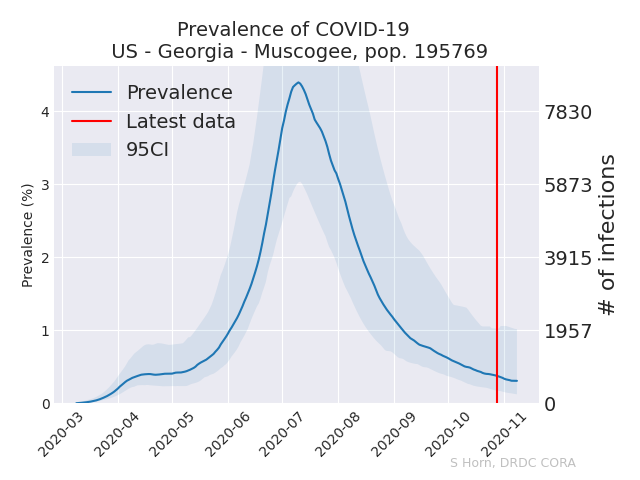 Prevalence of COVID-19
US - Georgia - Muscogee, pop. 195769
Prevalence
Latest data
95CI
Prevalence (%)
4
3
2
1
0
7830
5873
3915
1957
0
# of infections
2020-03
2020-04
2020-05
2020-06
2020-07
2020-08
2020-09
2020-10
2020-11
S Horn, DRDC CORA